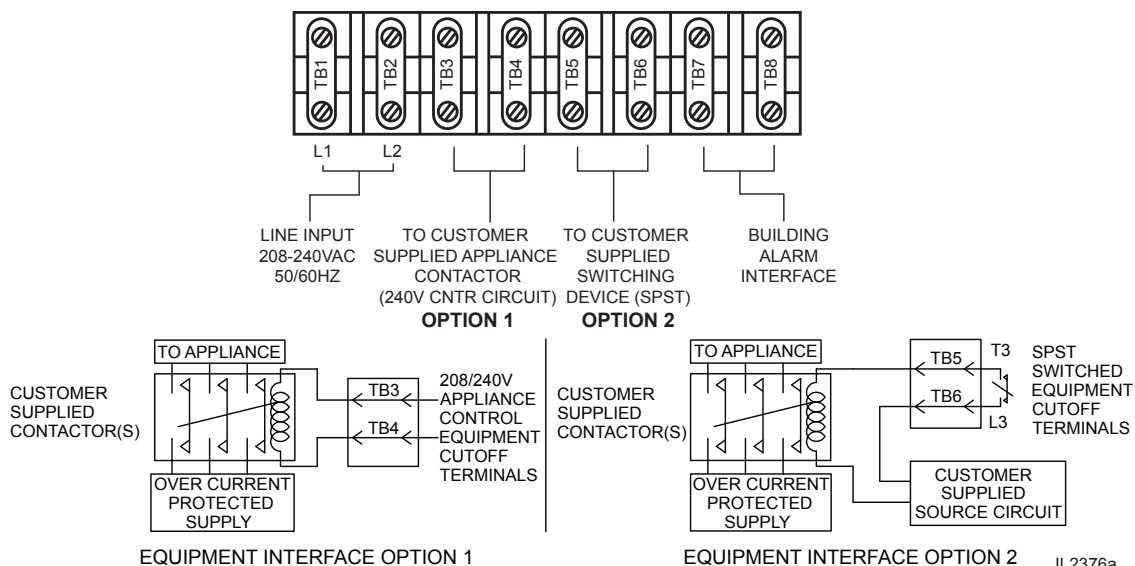 TB1
TB2
TB3
TB4
TB5
TB6
TB7
TB8
L1
L2
LINE INPUT
208-240VAC
50/60HZ
TO CUSTOMER
SUPPLIED APPLIANCE
CONTACTOR
(240V CNTR CIRCUIT)
OPTION 1
TO CUSTOMER
SUPPLIED
SWITCHING
DEVICE (SPST)
OPTION 2
BUILDING
ALARM
INTERFACE
TO APPLIANCE
CUSTOMER
SUPPLIED
CONTACTOR(S)
OVER CURRENT
PROTECTED
SUPPLY
TB3
TB4
208/240V
APPLIANCE
CONTROL
EQUIPMENT
CUTOFF
TERMINALS
EQUIPMENT INTERFACE OPTION 1
TO APPLIANCE
CUSTOMER
SUPPLIED
CONTACTOR(S)
OVER CURRENT
PROTECTED
SUPPLY
TB5
TB6
T3
L3
SPST
SWITCHED
EQUIPMENT
CUTOFF
TERMINALS
CUSTOMER
SUPPLIED
SOURCE CIRCUIT
EQUIPMENT INTERFACE OPTION 2